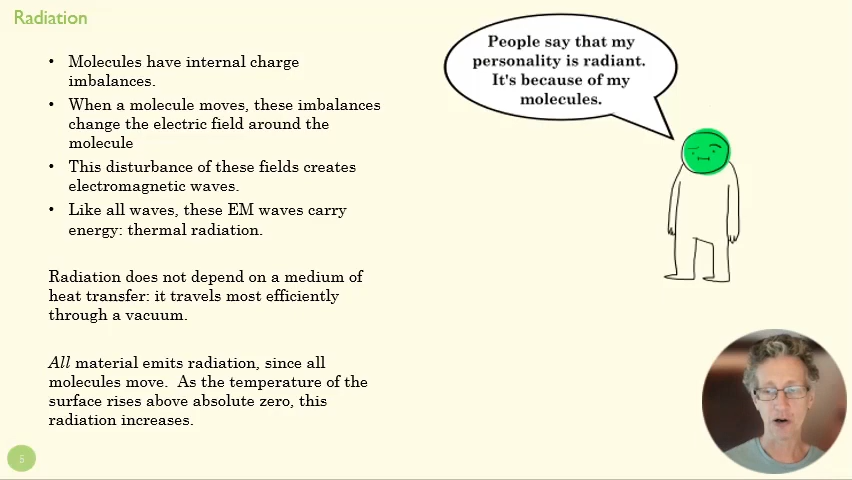 Radiation
• Molecules have internal charge
imbalances.
• When a molecule moves, these imbalances
change the electric field around the
molecule
• This disturbance of these fields creates
electromagnetic waves.
• Like all waves, these EM waves carry
energy: thermal radiation.
Radiation does not depend on a medium of
heat transfer: it travels most efficiently
through a vacuum.
All material emits radiation, since all
molecules move.  As the temperature of the
surface rises above absolute zero, this
radiation increases.
People say that my
personality is radiant.
It's because of my
molecules.
5